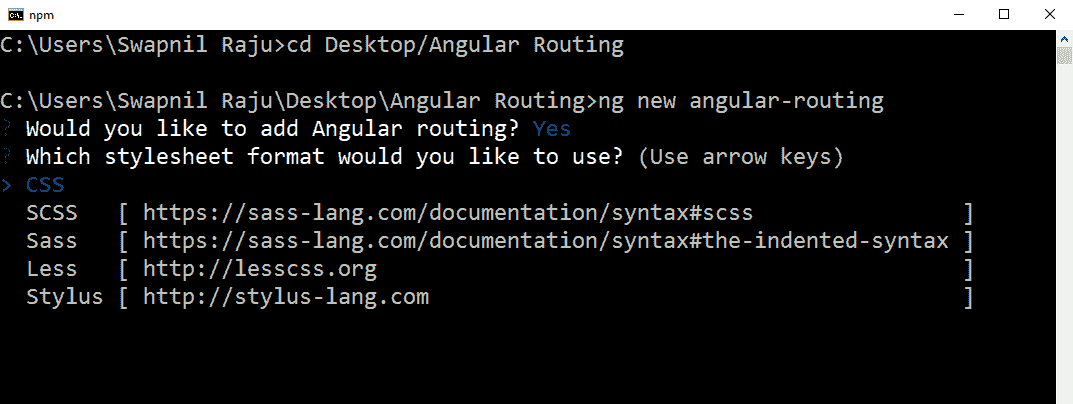 npm
C:\Users\Swapnil Raju>cd Desktop/Angular Routing
C:\Users\Swapnil Raju\Desktop\Angular Routing>ng new angular-routing
? Would you like to add Angular routing? Yes
? Which stylesheet format would you like to use? (Use arrow keys)
> CSS
SCSS   [ https://sass-lang.com/documentation/syntax#scss                ]
Sass   [ https://sass-lang.com/documentation/syntax#the-indented-syntax ]
Less   [ http://lesscss.org                                             ]
Stylus [ http://stylus-lang.com                                         ]